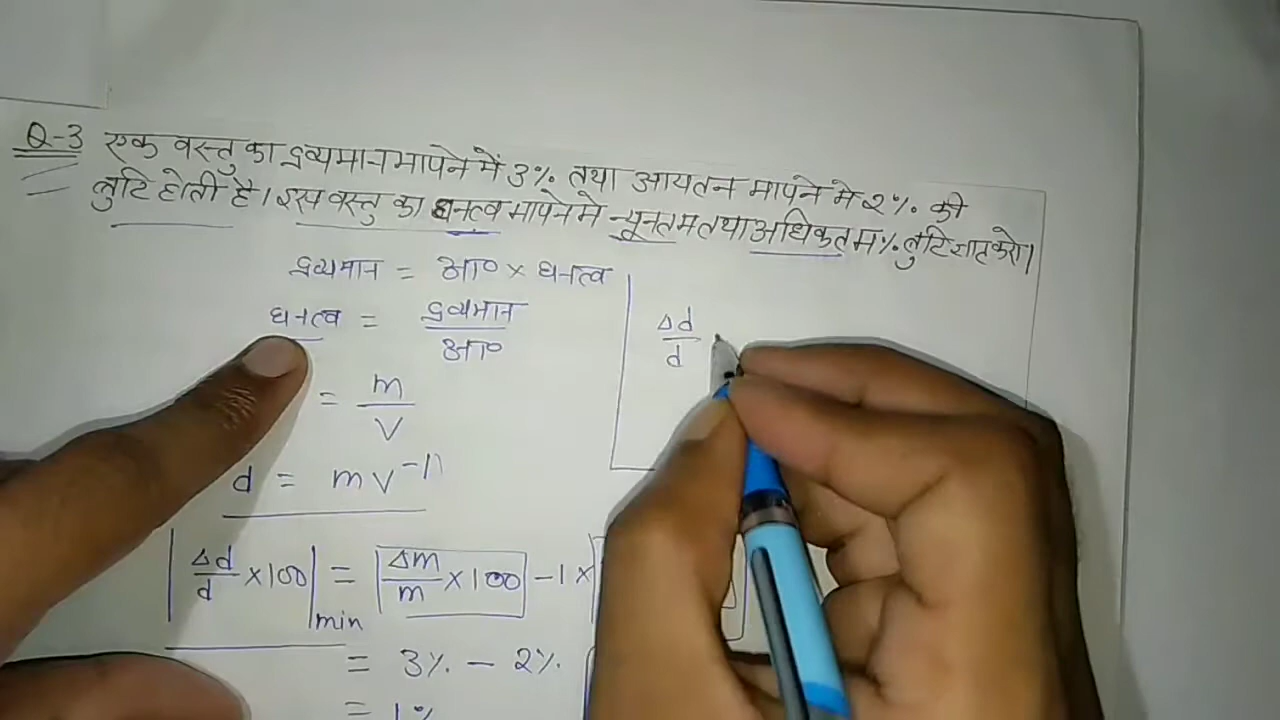 Q-3 एक वस्तु का द्रव्यमान मापने में 3% तथा आयतन मापने मे 2% की
त्रुटि होती है। इस वस्तु का घनत्व मापने मे न्यूनतम तथा अधिकतम % त्रुटि ज्ञात करो।
द्रव्यमान = आ० × घनत्व
घनत्व = द्रव्यमान / आ०
= m / V
d = mv⁻¹
|Δd/d ×100|min = |Δm/m ×100| -1×
= 3% - 2%
= 1%
Δd/d